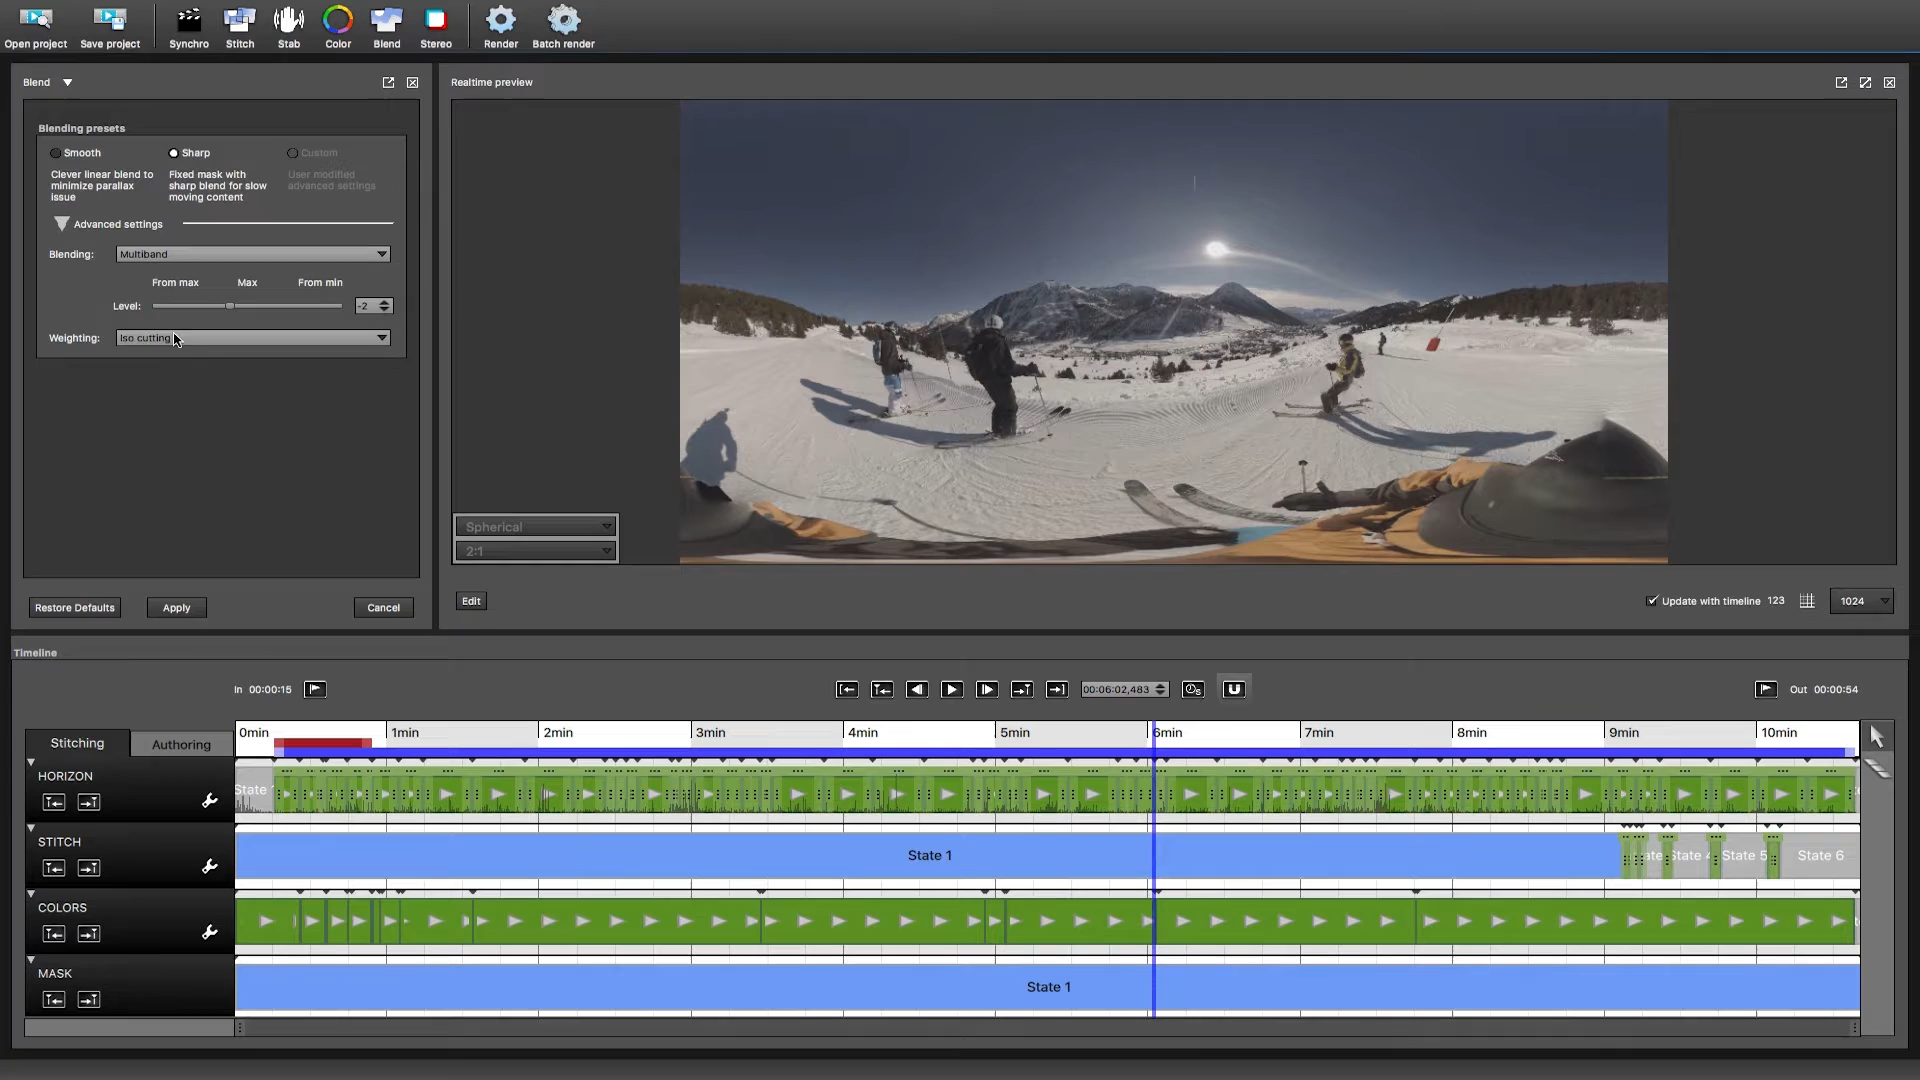 Open project
Save project
Synchro
Stitch
Stab
Color
Blend
Stereo
Render
Batch render
Blend
Blending presets
Smooth
Sharp
Custom
Clever linear blend to
minimize parallax
issue
Fixed mask with
sharp blend for slow
moving content
User modified
advanced settings
Advanced settings
Blending:
Multiband
From max
Max
From min
Level:
-2
Weighting:
Iso cutting
Restore Defaults
Apply
Cancel
Realtime preview
Spherical
2:1
Edit
Update with timeline
123
1024
Timeline
In 00:00:15
00:06:02,483
Out 00:00:54
Stitching
Authoring
0min
1min
2min
3min
4min
5min
6min
7min
8min
9min
10min
HORIZON
State
STITCH
State 1
State 5
State 6
COLORS
MASK
State 1